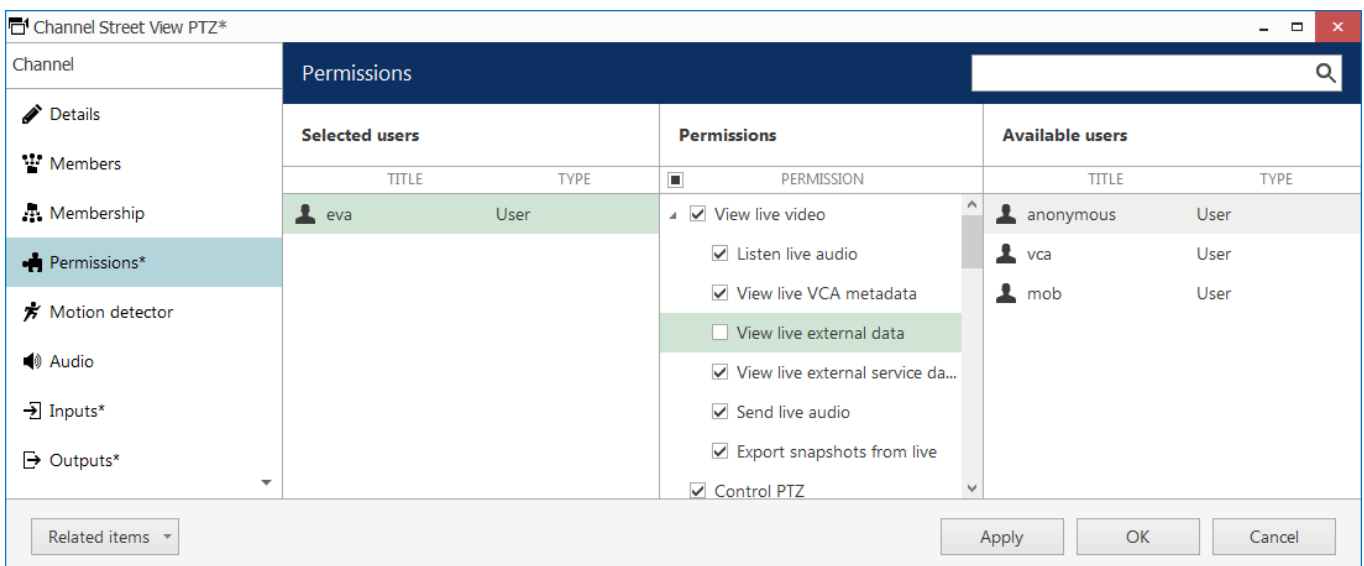 Channel Street View PTZ*
Channel
Permissions
Details
Members
Membership
Permissions*
Motion detector
Audio
Inputs*
Outputs*
Selected users
TITLE TYPE
eva User
Permissions
PERMISSION
View live video
Listen live audio
View live VCA metadata
View live external data
View live external service da...
Send live audio
Export snapshots from live
Control PTZ
Available users
TITLE TYPE
anonymous User
vca User
mob User
Related items
Apply
OK
Cancel